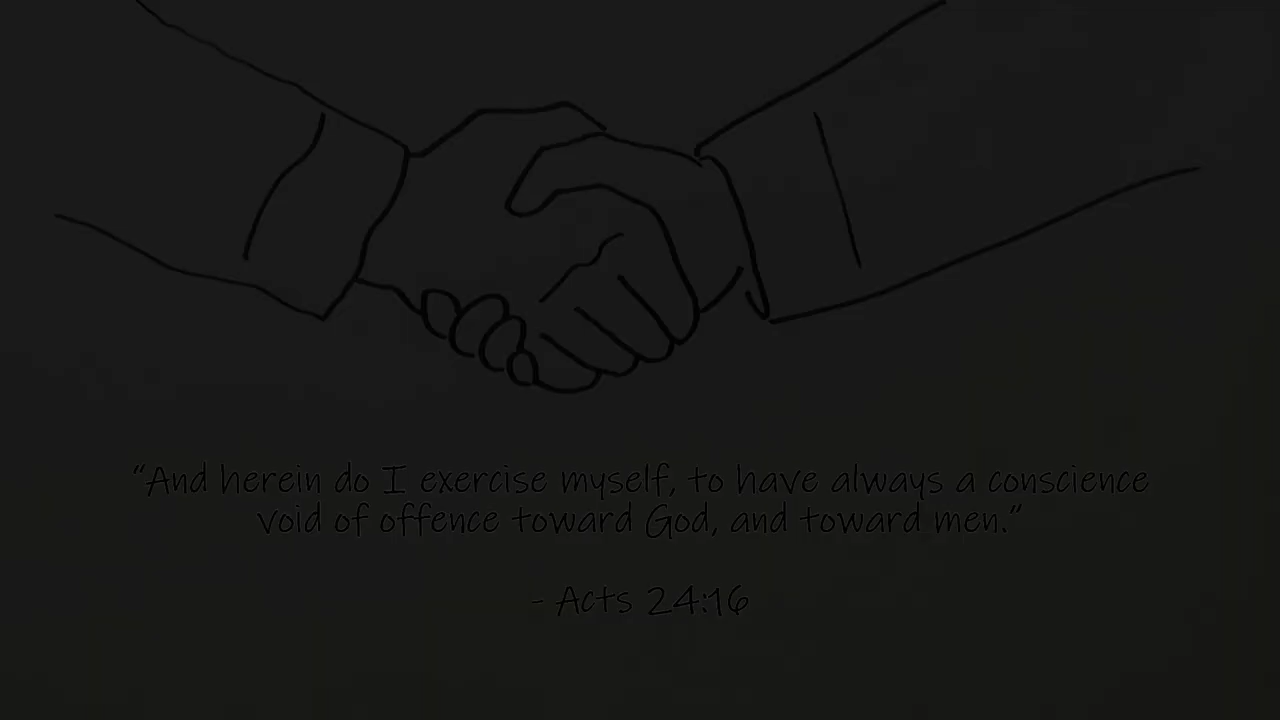 “And herein do I exercise myself, to have always a conscience
void of offence toward God, and toward men.”
- Acts 24:16